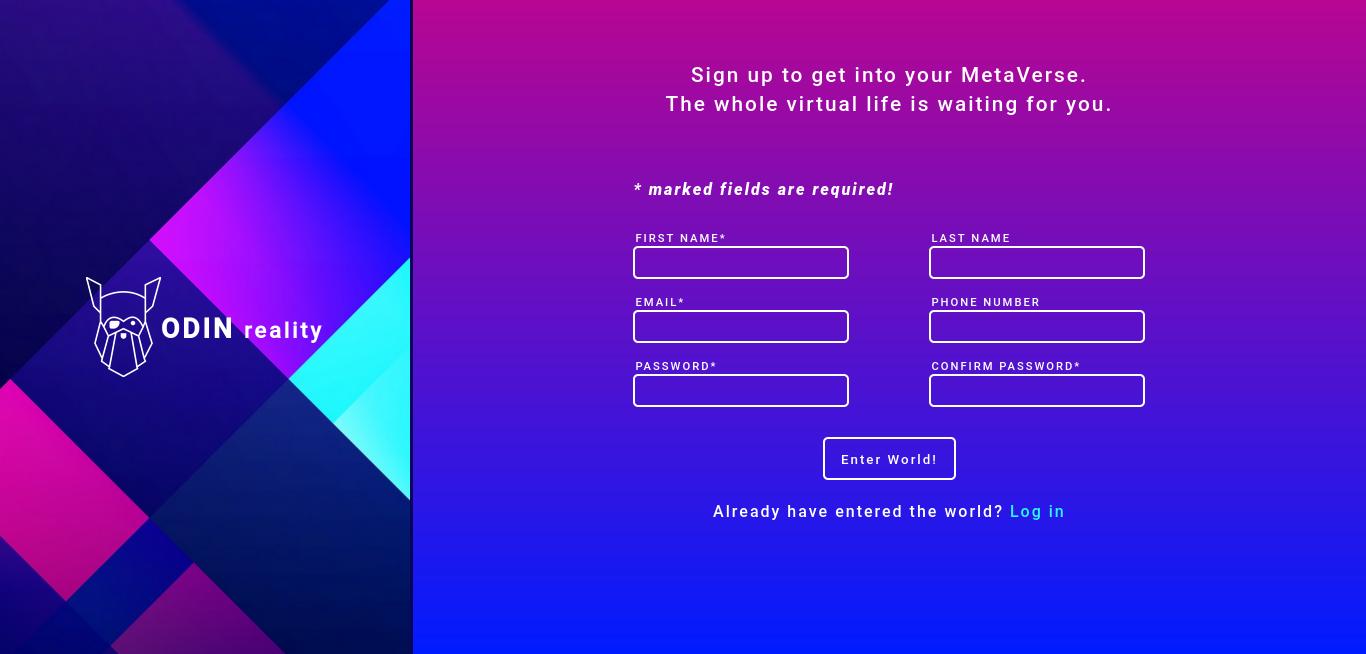 ODIN reality
Sign up to get into your MetaVerse.
The whole virtual life is waiting for you.
* marked fields are required!
FIRST NAME*
LAST NAME
EMAIL*
PHONE NUMBER
PASSWORD*
CONFIRM PASSWORD*
Enter World!
Already have entered the world? Log in